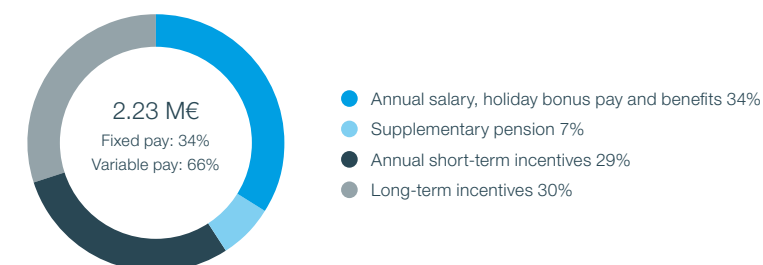 2.23 M€
Fixed pay: 34%
Variable pay: 66%
Annual salary, holiday bonus pay and benefits 34%
Supplementary pension 7%
Annual short-term incentives 29%
Long-term incentives 30%